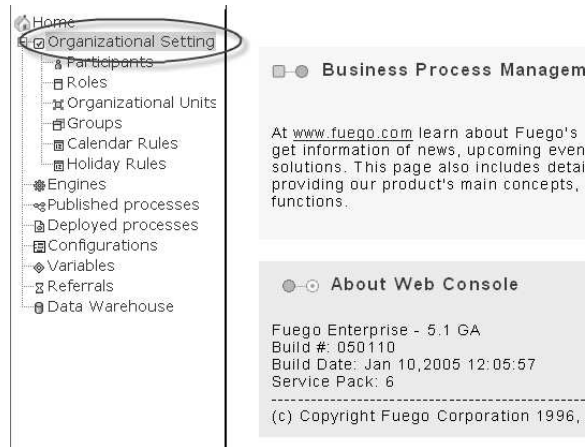 Home
Organizational Setting
Participants
Roles
Organizational Units
Groups
Calendar Rules
Holiday Rules
Engines
Published processes
Deployed processes
Configurations
Variables
Referrals
Data Warehouse
Business Process Managem
At www.fuego.com learn about Fuego's
get information of news, upcoming even
solutions. This page also includes detai
providing our product's main concepts,
functions.
About Web Console
Fuego Enterprise - 5.1 GA
Build #: 050110
Build Date: Jan 10,2005 12:05:57
Service Pack: 6
(c) Copyright Fuego Corporation 1996,